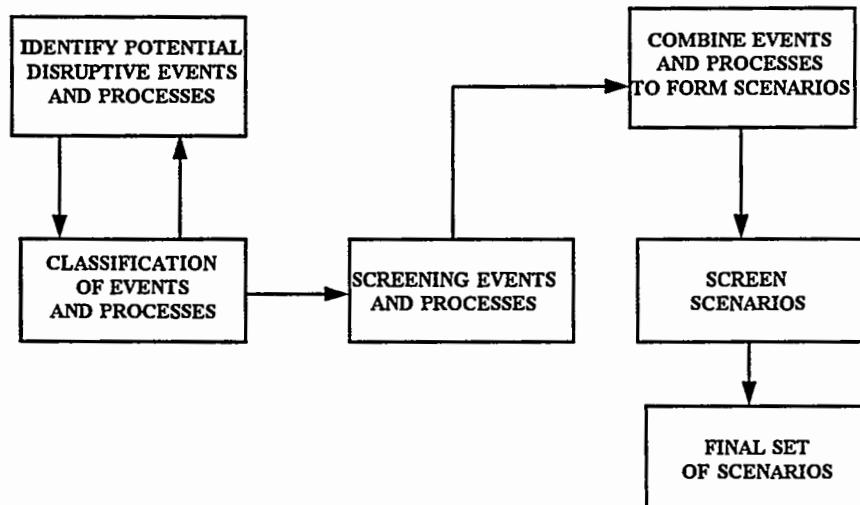 IDENTIFY POTENTIAL
DISRUPTIVE EVENTS
AND PROCESSES
CLASSIFICATION
OF EVENTS
AND PROCESSES
SCREENING EVENTS
AND PROCESSES
COMBINE EVENTS
AND PROCESSES
TO FORM SCENARIOS
SCREEN
SCENARIOS
FINAL SET
OF SCENARIOS